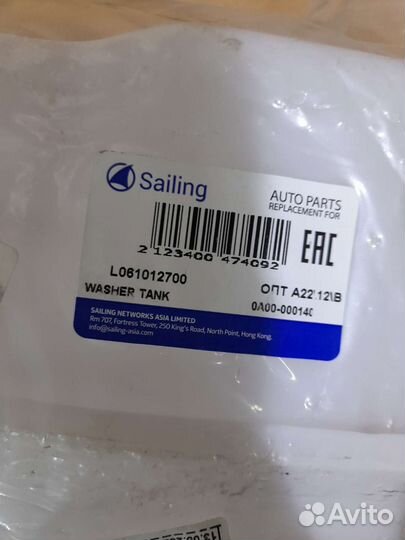 Sailing
AUTO PARTS
REPLACEMENT FOR
EAC
2 123400 474092
L061012700
WASHER TANK
ОПТ A22\12\B
0A00-000140
SAILING NETWORKS ASIA LIMITED
Rm 707, Fortress Tower, 250 King's Road, North Point, Hong Kong.
info@sailing-asia.com
Avito